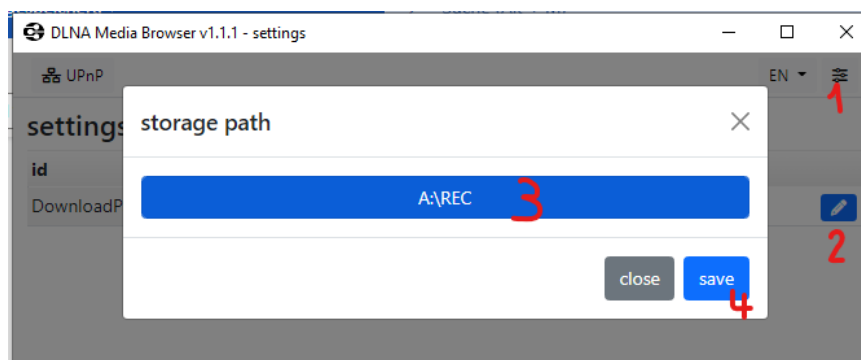 DLNA Media Browser v1.1.1 - settings
UPnP EN
1
settings
storage path
id
A:\REC 3
DownloadP
2
close save
4